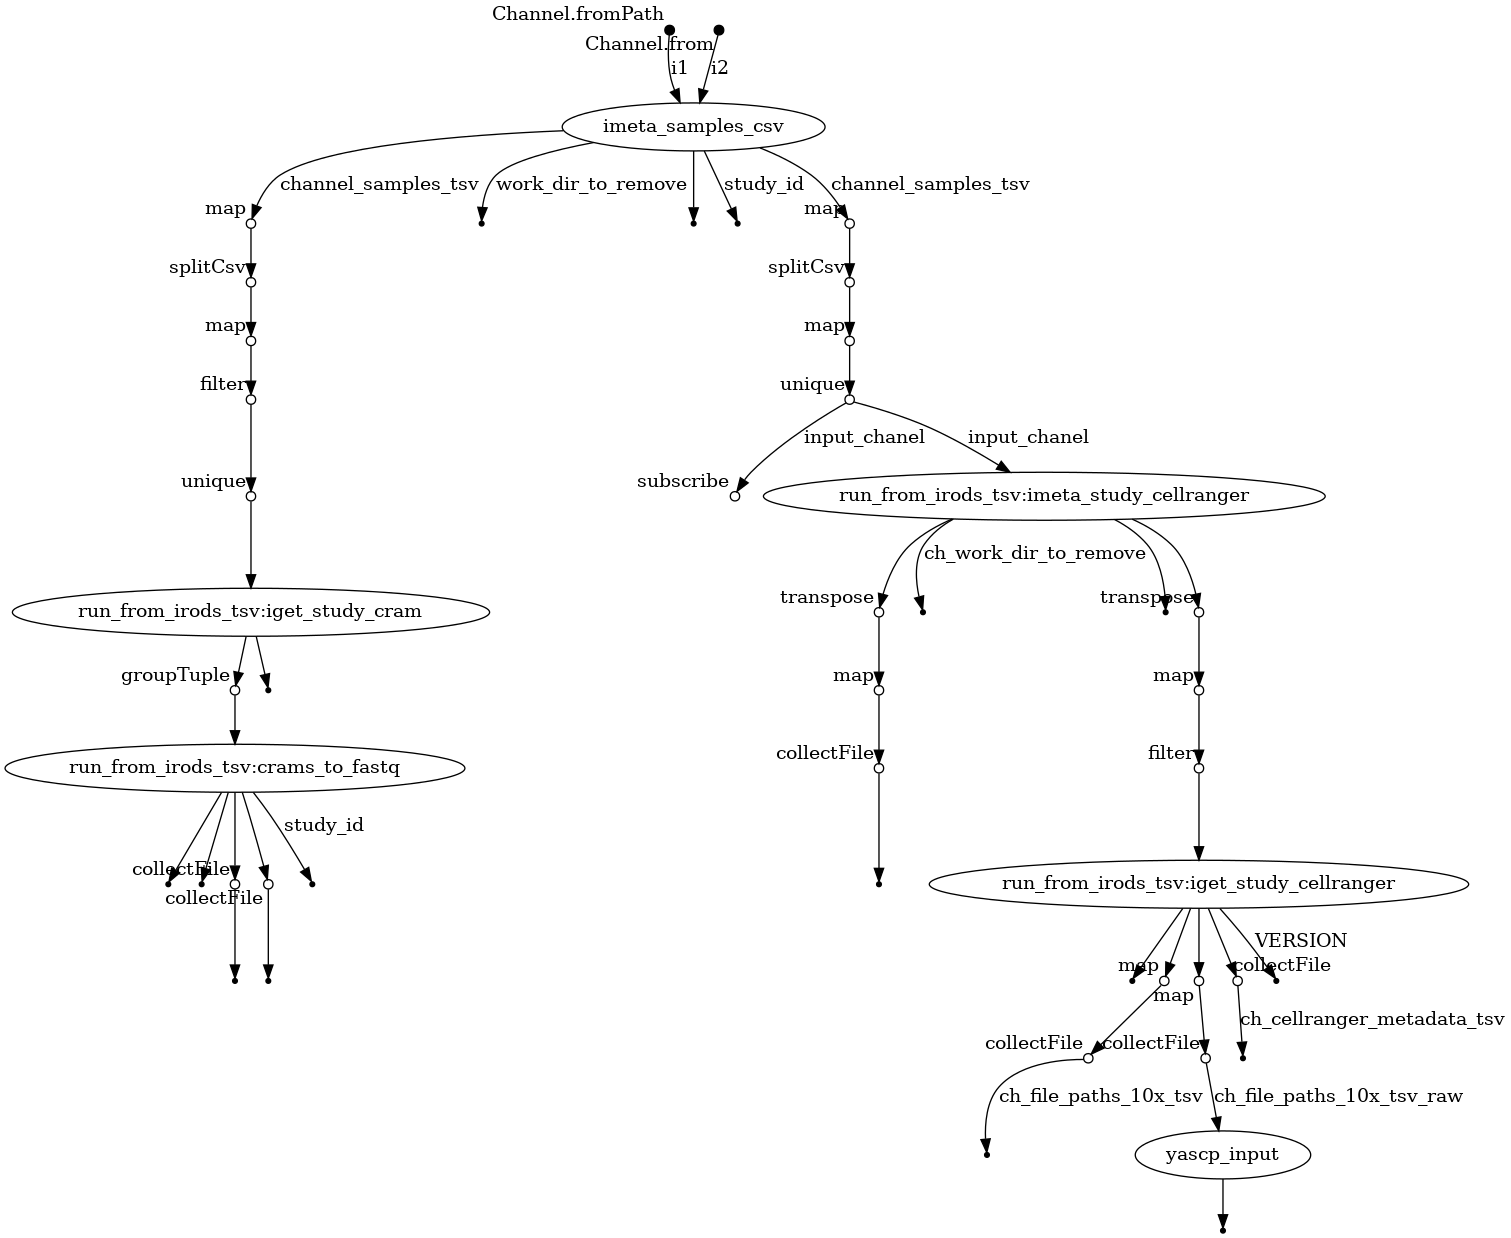 Channel.fromPath
Channel.from
i1
i2
imeta_samples_csv
channel_samples_tsv
work_dir_to_remove
study_id
channel_samples_tsv
map
map
splitCsv
splitCsv
map
map
filter
unique
input_chanel
input_chanel
unique
subscribe
run_from_irods_tsv:imeta_study_cellranger
ch_work_dir_to_remove
transpose
transpose
run_from_irods_tsv:iget_study_cram
groupTuple
map
map
collectFile
filter
run_from_irods_tsv:crams_to_fastq
study_id
collectFile
collectFile
run_from_irods_tsv:iget_study_cellranger
VERSION
map
collectFile
map
ch_cellranger_metadata_tsv
collectFile
collectFile
ch_file_paths_10x_tsv
ch_file_paths_10x_tsv_raw
yascp_input